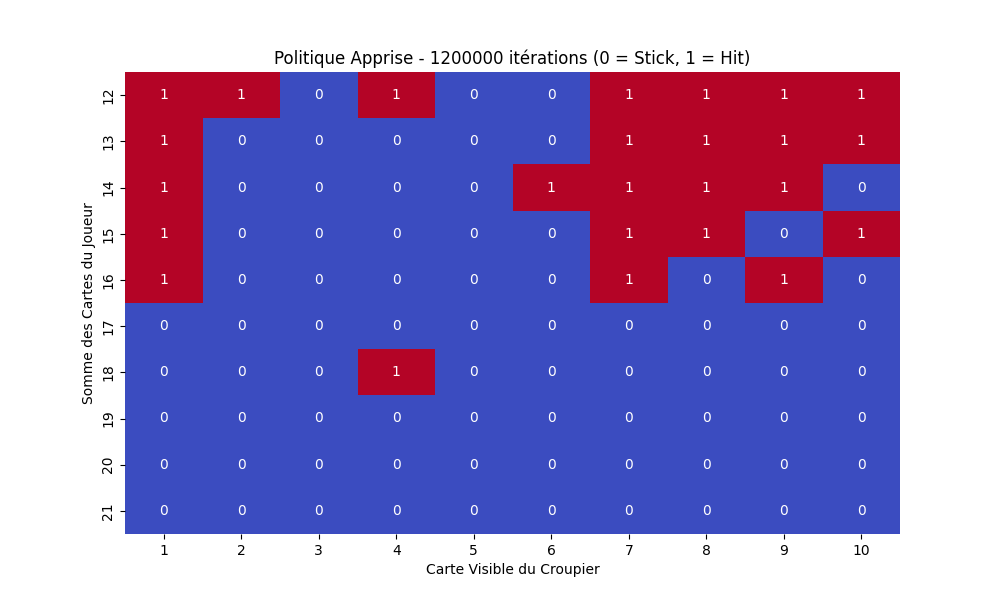 Politique Apprise - 1200000 itérations (0 = Stick, 1 = Hit)
Somme des Cartes du Joueur
12 1 1 0 1 0 0 1 1 1 1
13 1 0 0 0 0 0 1 1 1 1
14 1 0 0 0 0 1 1 1 1 0
15 1 0 0 0 0 0 1 1 0 1
16 1 0 0 0 0 0 1 0 1 0
17 0 0 0 0 0 0 0 0 0 0
18 0 0 0 1 0 0 0 0 0 0
19 0 0 0 0 0 0 0 0 0 0
20 0 0 0 0 0 0 0 0 0 0
21 0 0 0 0 0 0 0 0 0 0
1 2 3 4 5 6 7 8 9 10
Carte Visible du Croupier